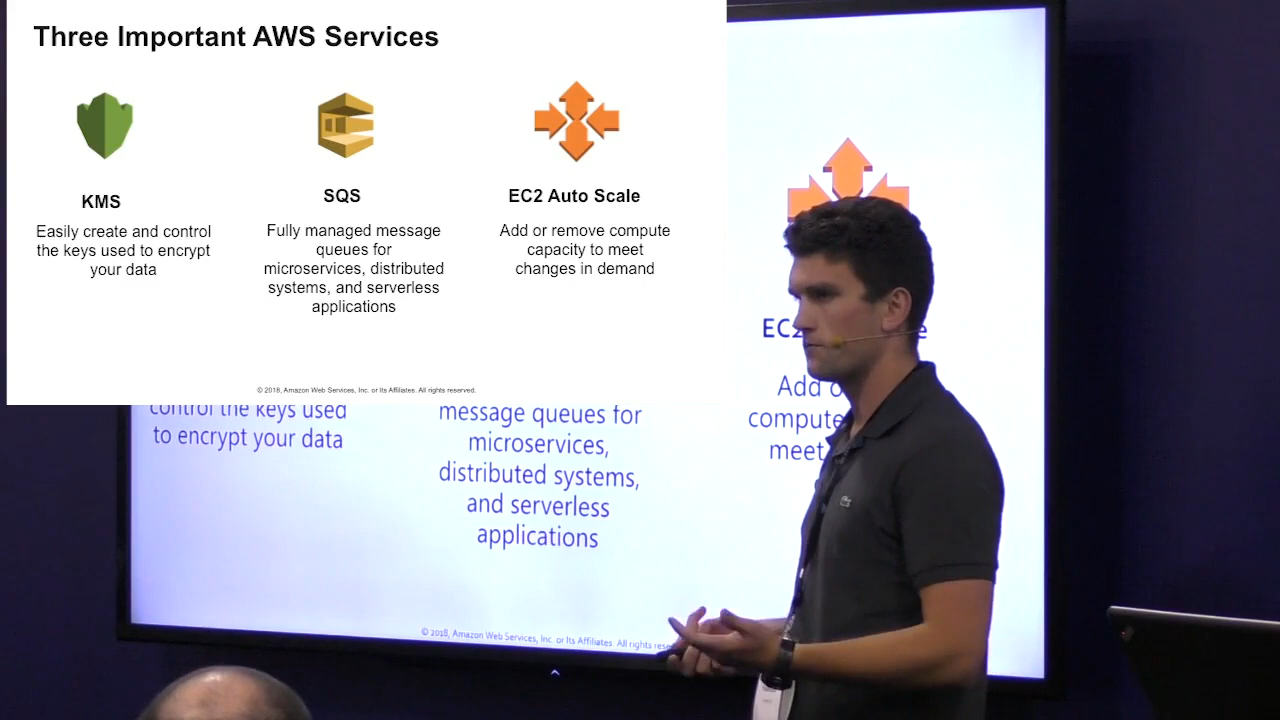 Three Important AWS Services
KMS
Easily create and control
the keys used to encrypt
your data
SQS
Fully managed message
queues for
microservices, distributed
systems, and serverless
applications
EC2 Auto Scale
Add or remove compute
capacity to meet
changes in demand
© 2018, Amazon Web Services, Inc. or Its Affiliates. All rights reserved.
control the keys used
to encrypt your data
message queues for
microservices,
distributed systems,
and serverless
applications
EC2
Add
compute
meet
© 2018, Amazon Web Services, Inc. or Its Affiliates. All rights